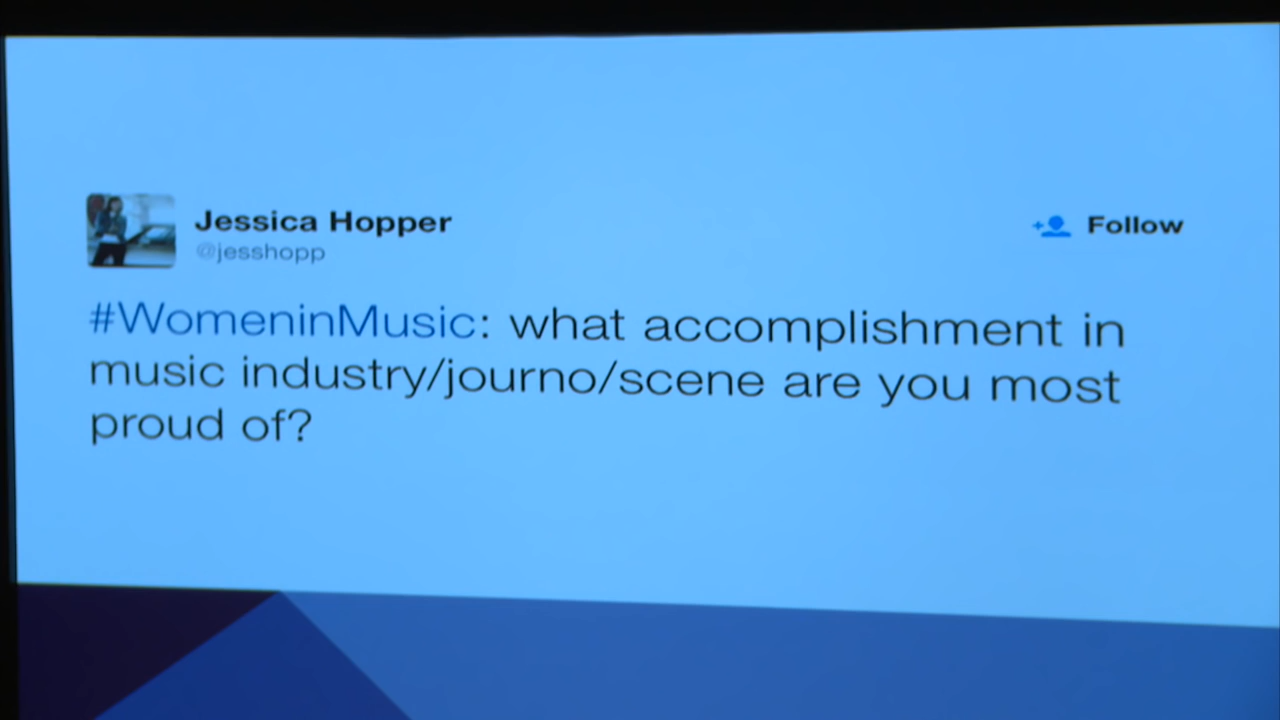 Jessica Hopper
@jesshopp
Follow
#WomeninMusic: what accomplishment in
music industry/journo/scene are you most
proud of?